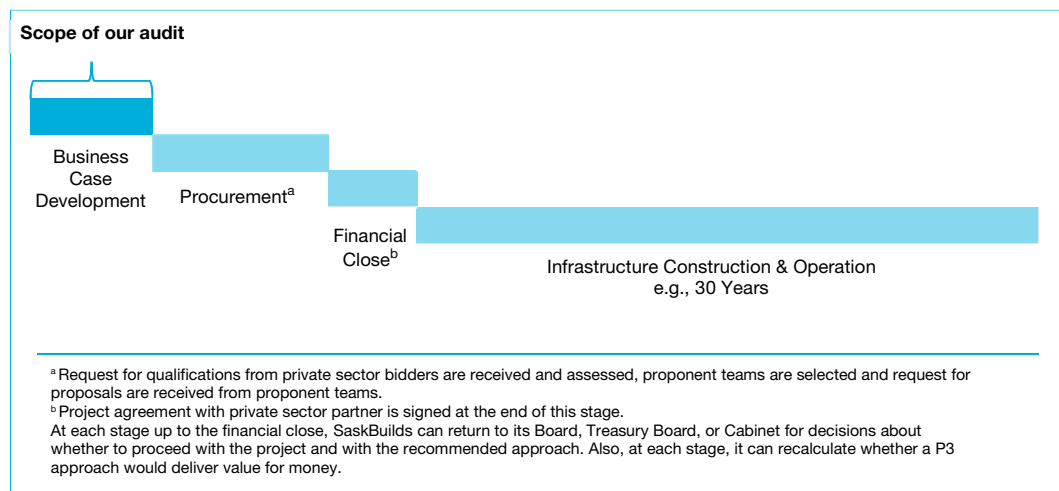 Scope of our audit
Business
Case
Development
Procurementᵃ
Financial
Closeᵇ
Infrastructure Construction & Operation
e.g., 30 Years
ᵃ Request for qualifications from private sector bidders are received and assessed, proponent teams are selected and request for
proposals are received from proponent teams.
ᵇ Project agreement with private sector partner is signed at the end of this stage.
At each stage up to the financial close, SaskBuilds can return to its Board, Treasury Board, or Cabinet for decisions about
whether to proceed with the project and with the recommended approach. Also, at each stage, it can recalculate whether a P3
approach would deliver value for money.